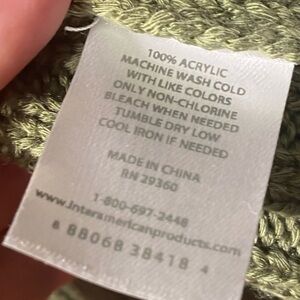 100% ACRYLIC
MACHINE WASH COLD
WITH LIKE COLORS
ONLY NON-CHLORINE
BLEACH WHEN NEEDED
TUMBLE DRY LOW
COOL IRON IF NEEDED
MADE IN CHINA
RN 29360
1-800-697-2448
www.Interamericanproducts.com
8 88068 38418 4